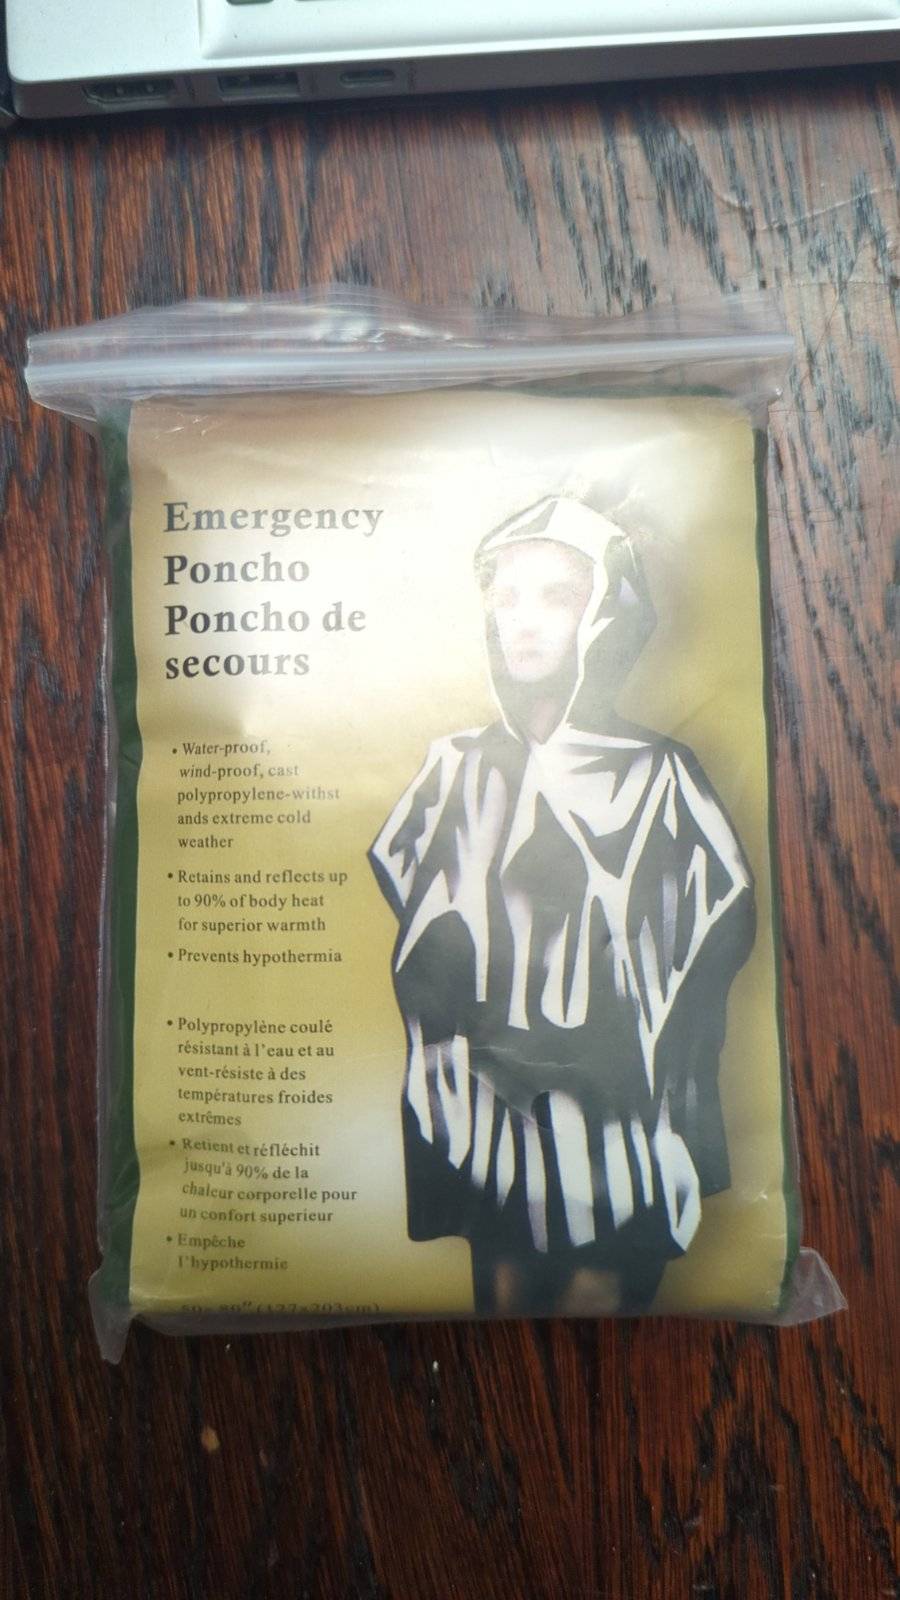 Emergency
Poncho
Poncho de
secours
• Water-proof,
wind-proof, cast
polypropylene-withst
ands extreme cold
weather
• Retains and reflects up
to 90% of body heat
for superior warmth
• Prevents hypothermia
• Polypropylène coulé
résistant à l'eau et au
vent-résiste à des
températures froides
extrêmes
• Retient et réfléchit
jusqu'à 90% de la
chaleur corporelle pour
un confort superieur
• Empêche
l'hypothermie
(127×203cm)